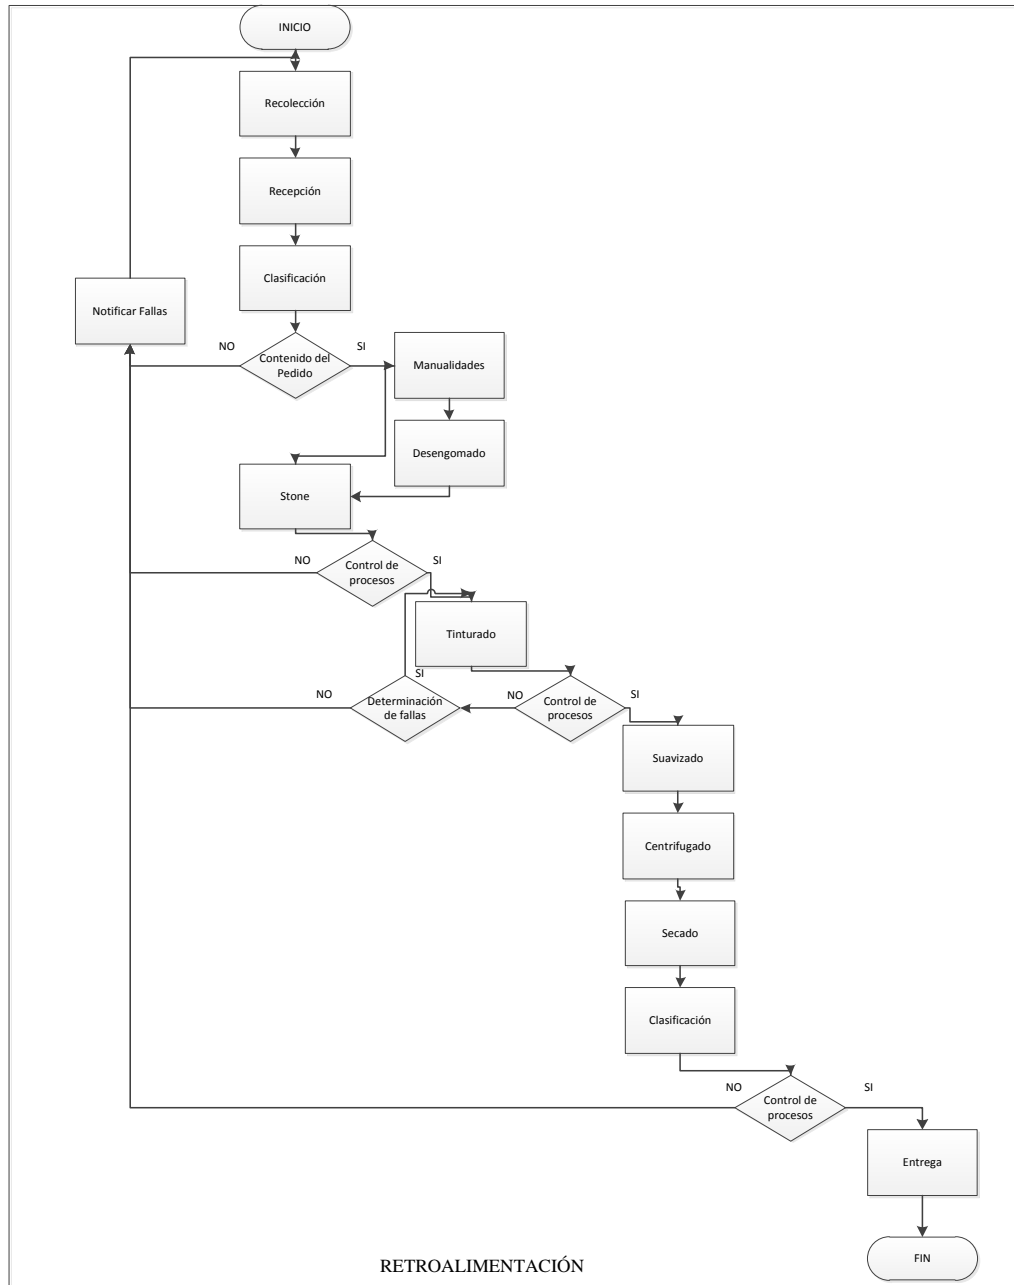 INICIO
Recolección
Recepción
Clasificación
Notificar Fallas
NO
SI
Contenido del
Pedido
Manualidades
Desengomado
Stone
NO
SI
Control de
procesos
Tinturado
SI
NO
Determinación
de fallas
NO
SI
Control de
procesos
Suavizado
Centrifugado
Secado
Clasificación
NO
SI
Control de
procesos
Entrega
FIN
RETROALIMENTACIÓN